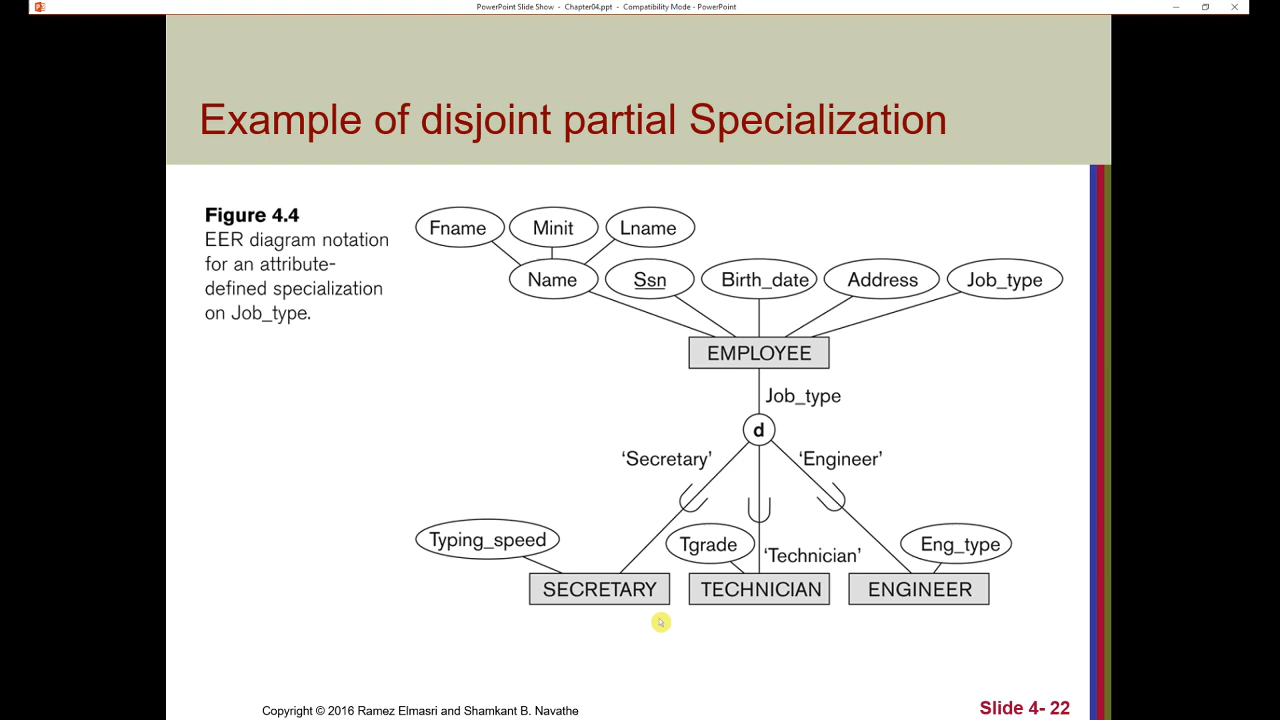 PowerPoint Slide Show - Chapter04.ppt - Compatibility Mode - PowerPoint
Example of disjoint partial Specialization
Figure 4.4
EER diagram notation
for an attribute-
defined specialization
on Job_type.
Fname Minit Lname
Name Ssn Birth_date Address Job_type
EMPLOYEE
Job_type
d
‘Secretary’ ‘Engineer’
Typing_speed Tgrade ‘Technician’ Eng_type
SECRETARY TECHNICIAN ENGINEER
Copyright © 2016 Ramez Elmasri and Shamkant B. Navathe
Slide 4- 22